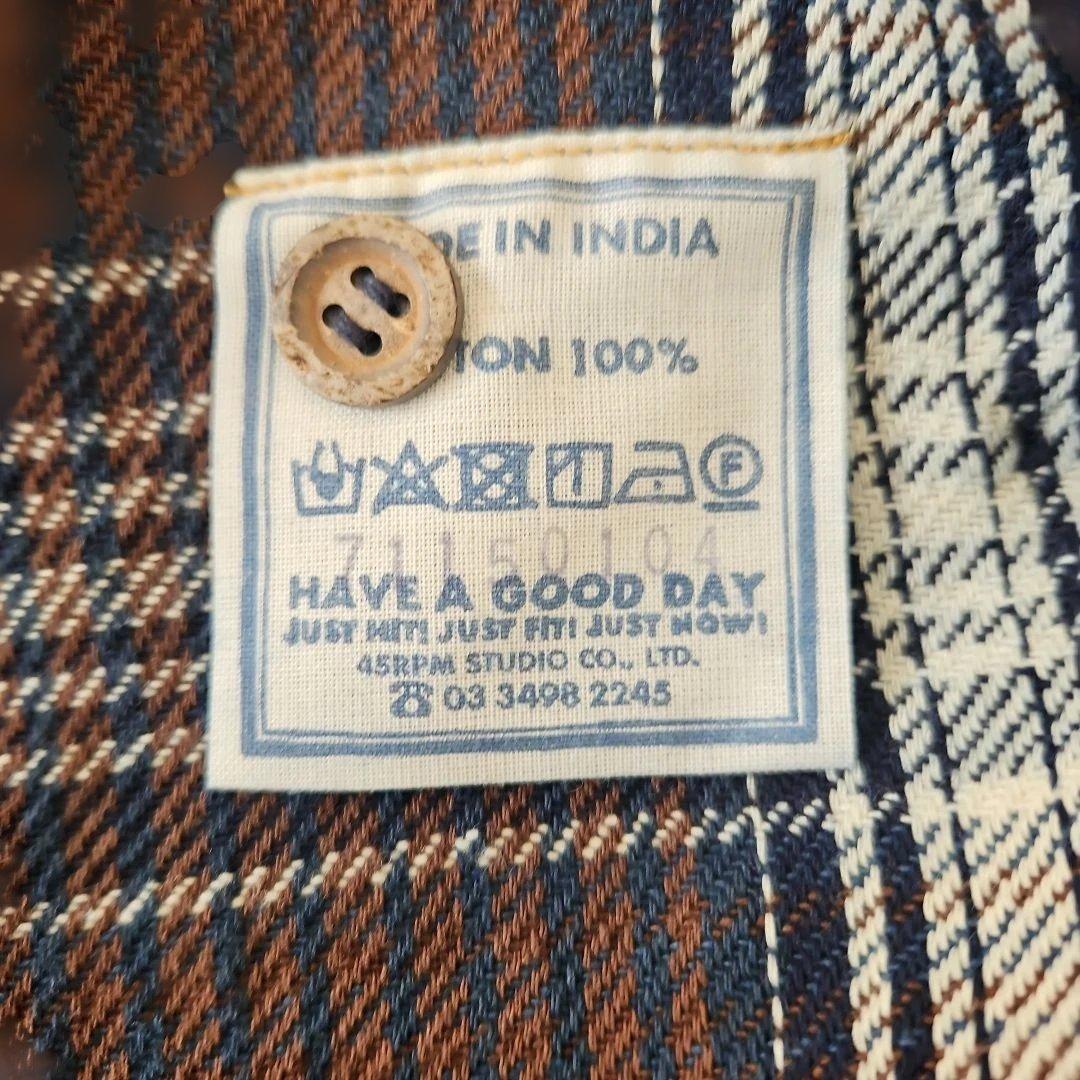 DE IN INDIA
TON 100%
F
71150104
HAVE A GOOD DAY
JUST HIT! JUST FIT! JUST NOW!
45RPM STUDIO CO., LTD.
☎ 03 3498 2245